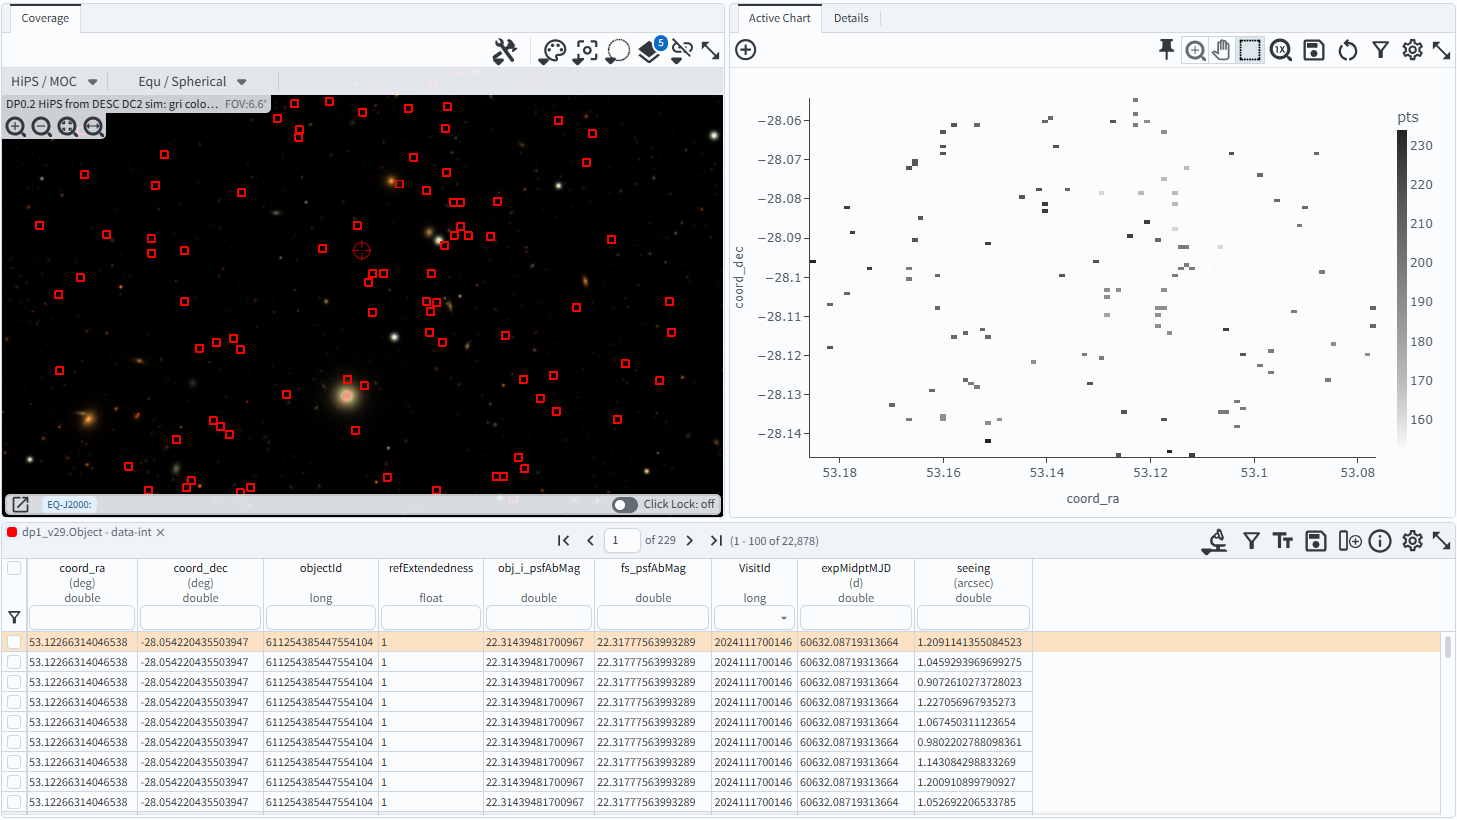 Coverage
5
HiPS / MOC
Equ / Spherical
DP0.2 HiPS from DESC DC2 sim: gri colo...
FOV:6.6'
EQ-J2000:
Click Lock: off
Active Chart
Details
1X
−28.06
−28.07
−28.08
−28.09
−28.1
−28.11
−28.12
−28.13
−28.14
coord_dec
53.18
53.16
53.14
53.12
53.1
53.08
coord_ra
pts
230
220
210
200
190
180
170
160
dp1_v29.Object - data-int
1
of 229
(1 - 100 of 22,878)
coord_ra coord_dec objectId refExtendedness obj_i_psfAbMag fs_psfAbMag VisitId expMidptMJD seeing
(deg) (deg) (d) (arcsec)
double double long float double double long double double
53.12266314046538 -28.054220435503947 611254385447554104 1 22.31439481700967 22.31777563993289 2024111700146 60632.08719313664 1.2091141355084523
53.12266314046538 -28.054220435503947 611254385447554104 1 22.31439481700967 22.31777563993289 2024111700146 60632.08719313664 1.0459293969699275
53.12266314046538 -28.054220435503947 611254385447554104 1 22.31439481700967 22.31777563993289 2024111700146 60632.08719313664 0.9072610273728023
53.12266314046538 -28.054220435503947 611254385447554104 1 22.31439481700967 22.31777563993289 2024111700146 60632.08719313664 1.227056967935273
53.12266314046538 -28.054220435503947 611254385447554104 1 22.31439481700967 22.31777563993289 2024111700146 60632.08719313664 1.067450311123654
53.12266314046538 -28.054220435503947 611254385447554104 1 22.31439481700967 22.31777563993289 2024111700146 60632.08719313664 0.9802202788098361
53.12266314046538 -28.054220435503947 611254385447554104 1 22.31439481700967 22.31777563993289 2024111700146 60632.08719313664 1.143084298833269
53.12266314046538 -28.054220435503947 611254385447554104 1 22.31439481700967 22.31777563993289 2024111700146 60632.08719313664 1.200910899790927
53.12266314046538 -28.054220435503947 611254385447554104 1 22.31439481700967 22.31777563993289 2024111700146 60632.08719313664 1.052692206533785